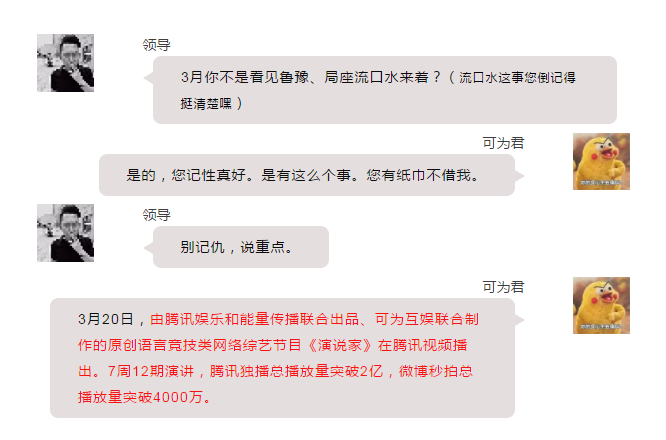 领导
3月你不是看见鲁豫、局座流口水来着？（流口水这事您倒记得
挺清楚嘿）
可为君
是的，您记性真好。是有这么个事。您有纸巾不借我。
领导
别记仇，说重点。
可为君
3月20日，由腾讯娱乐和能量传播联合出品、可为互娱联合制
作的原创语言竞技类网络综艺节目《演说家》在腾讯视频播
出。7周12期演讲，腾讯独播总播放量突破2亿，微博秒拍总
播放量突破4000万。